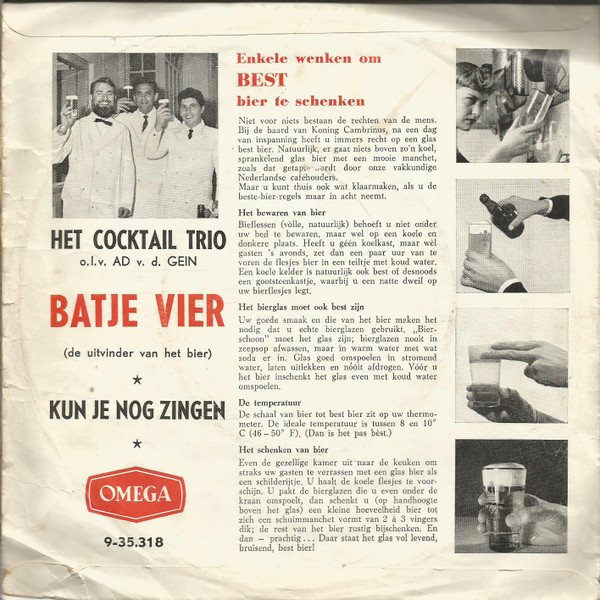 HET COCKTAIL TRIO
o.l.v. AD v. d. GEIN
BATJE VIER
(de uitvinder van het bier)
★
KUN JE NOG ZINGEN
★
OMEGA
9-35.318
Enkele wenken om
BEST
bier te schenken
Niet voor niets bestaan de rechten van de mens.
Bij de baard van Koning Cambrinus, na een dag
van inspanning heeft u immers recht op een glas
best bier. Natuurlijk, er gaat niets boven zo'n koel,
sprankelend glas bier met een mooie manchet,
zoals dat getapt wordt door onze vakkundige
Nederlandse caféhouders.
Maar u kunt thuis ook wat klaarmaken, als u de
beste-bier-regels maar in acht neemt.
Het bewaren van bier
Bierflessen (vòlle, natuurlijk) behoeft u niet onder
uw bed te bewaren, maar wel op een koele en
donkere plaats. Heeft u géén koelkast, maar wèl
gasten 's avonds, zet dan een paar uur van te
voren de flesjes bier in een teiltje met koud water.
Een koele kelder is natuurlijk ook best of desnoods
een gootsteenkastje, waarbij u een natte dweil op
uw bierflesjes legt.
Het bierglas moet ook best zijn
Uw goede smaak en die van het bier maken het
nodig dat u echte bierglazen gebruikt. „Bier-
schoon" moet het glas zijn; bierglazen nooit in
zeepsop afwassen, maar in warm water met wat
soda er in. Glas goed omspoelen in stromend
water, laten uitlekken en nóóit afdrogen. Vóór u
het bier inschenkt het glas even met koud water
omspoelen.
De temperatuur
De schaal van bier tot best bier zit op uw thermo-
meter. De ideale temperatuur is tussen 8 en 10°
C (46 – 50° F). (Dan is het pas bèst.)
Het schenken van bier
Even de gezellige kamer uit naar de keuken om
straks uw gasten te verrassen met een glas bier als
een schilderijtje. U haalt de koele flesjes te voor-
schijn. U pakt de bierglazen die u even onder de
kraan omspoelt, dan schenkt u (op handhoogte
boven het glas) een kleine hoeveelheid bier tot
zich een schuimmanchet vormt van 2 à 3 vingers
dik; de rest van het bier rustig bijschenken. En
dan – prachtig... Daar staat het glas vol levend,
bruisend, best bier!